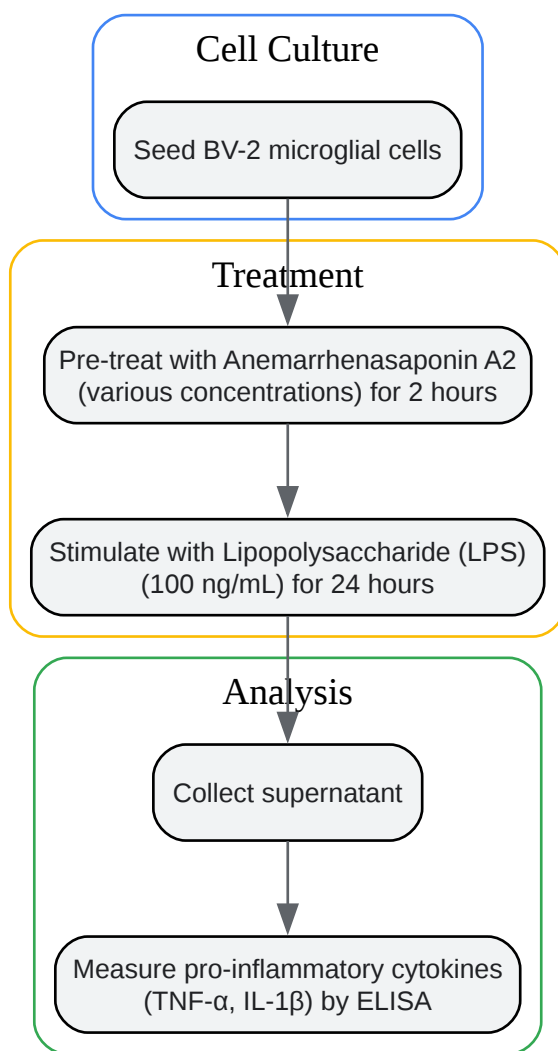 Cell Culture
Seed BV-2 microglial cells
Treatment
Pre-treat with Anemarrhenasaponin A2
(various concentrations) for 2 hours
Stimulate with Lipopolysaccharide (LPS)
(100 ng/mL) for 24 hours
Analysis
Collect supernatant
Measure pro-inflammatory cytokines
(TNF-α, IL-1β) by ELISA